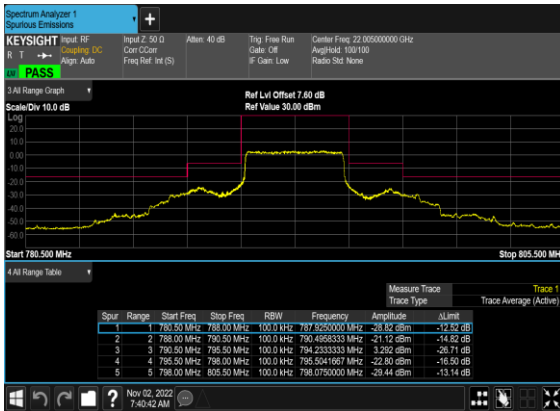 Spectrum Analyzer 1
Spurious Emissions
KEYSIGHT Input: RF Input Z: 50 Ω Atten: 40 dB Trig: Free Run Center Freq: 22.005000000 GHz
R T Coupling: DC Corr CCorr Gate: Off Avg|Hold: 100/100
Align: Auto Freq Ref: Int (S) IF Gain: Low Radio Std: None
PASS
3 All Range Graph
Ref Lvl Offset 7.60 dB
Scale/Div 10.0 dB Ref Value 30.00 dBm
Log
20.0
10.0
0.00
-10.0
-20.0
-30.0
-40.0
-50.0
-60.0
Start 780.500 MHz Stop 805.500 MH
4 All Range Table
Measure Trace Trace 1
Trace Type Trace Average (Active)
Spur Range Start Freq Stop Freq RBW Frequency Amplitude ΔLimit
1 1 780.50 MHz 788.00 MHz 100.0 kHz 787.9250000 MHz -28.82 dBm -12.52 dB
2 2 788.00 MHz 790.50 MHz 100.0 kHz 790.4958333 MHz -21.12 dBm -14.82 dB
3 3 790.50 MHz 795.50 MHz 100.0 kHz 794.2333333 MHz 3.292 dBm -26.71 dB
4 4 795.50 MHz 798.00 MHz 100.0 kHz 795.5041667 MHz -22.80 dBm -16.50 dB
5 5 798.00 MHz 805.50 MHz 100.0 kHz 798.0750000 MHz -29.44 dBm -13.14 dB
Nov 02, 2022
7:40:42 AM